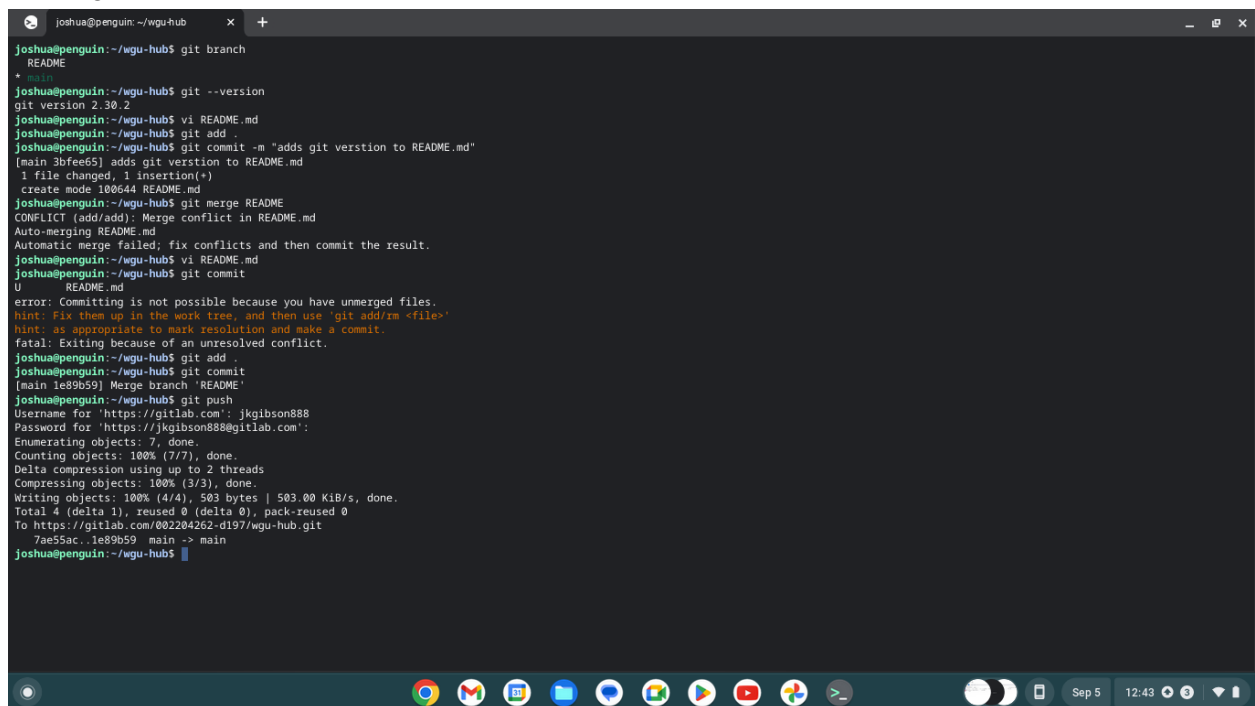 joshua@penguin: ~/wgu-hub
joshua@penguin:~/wgu-hub$ git branch
  README
* main
joshua@penguin:~/wgu-hub$ git --version
git version 2.30.2
joshua@penguin:~/wgu-hub$ vi README.md
joshua@penguin:~/wgu-hub$ git add .
joshua@penguin:~/wgu-hub$ git commit -m "adds git verstion to README.md"
[main 3bfee65] adds git verstion to README.md
 1 file changed, 1 insertion(+)
 create mode 100644 README.md
joshua@penguin:~/wgu-hub$ git merge README
CONFLICT (add/add): Merge conflict in README.md
Auto-merging README.md
Automatic merge failed; fix conflicts and then commit the result.
joshua@penguin:~/wgu-hub$ vi README.md
joshua@penguin:~/wgu-hub$ git commit
U       README.md
error: Committing is not possible because you have unmerged files.
hint: Fix them up in the work tree, and then use 'git add/rm <file>'
hint: as appropriate to mark resolution and make a commit.
fatal: Exiting because of an unresolved conflict.
joshua@penguin:~/wgu-hub$ git add .
joshua@penguin:~/wgu-hub$ git commit
[main 1e89b59] Merge branch 'README'
joshua@penguin:~/wgu-hub$ git push
Username for 'https://gitlab.com': jkgibson888
Password for 'https://jkgibson888@gitlab.com':
Enumerating objects: 7, done.
Counting objects: 100% (7/7), done.
Delta compression using up to 2 threads
Compressing objects: 100% (3/3), done.
Writing objects: 100% (4/4), 503 bytes | 503.00 KiB/s, done.
Total 4 (delta 1), reused 0 (delta 0), pack-reused 0
To https://gitlab.com/002204262-d197/wgu-hub.git
   7ae55ac..1e89b59  main -> main
joshua@penguin:~/wgu-hub$
31
Sep 5 12:43 3